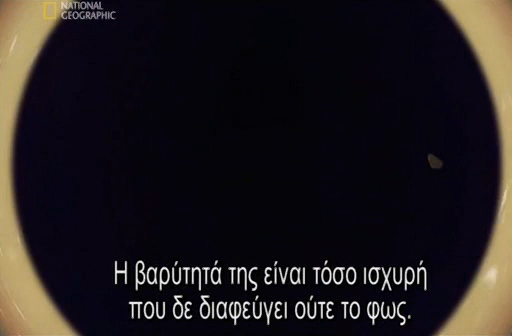 NATIONAL
GEOGRAPHIC
Η βαρύτητά της είναι τόσο ισχυρή
που δε διαφεύγει ούτε το φως.